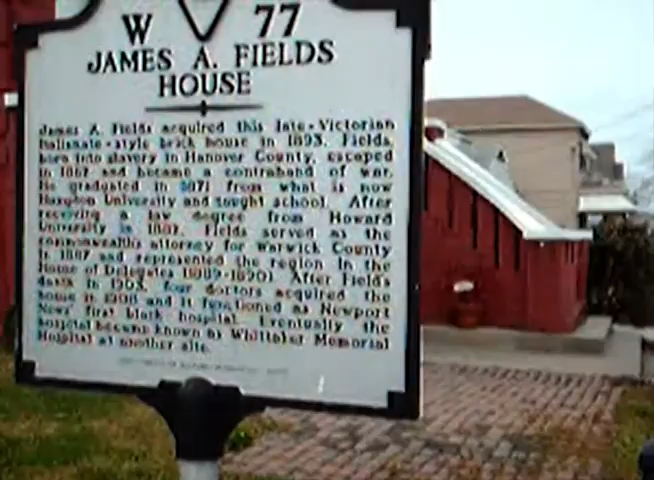 W 77
JAMES A. FIELDS
HOUSE
James A. Fields acquired this late-Victorian
Italianate-style brick house in 1893. Fields,
born into slavery in Hanover County, escaped
in 1862 and became a contraband of war.
He graduated in 1871 from what is now
Hampton University and taught school. After
receiving a law degree from Howard
University in 1882, Fields served as the
commonwealth's attorney for Warwick County
in 1887 and represented the region in the
House of Delegates (1889-1890). After Fields's
death in 1903, four doctors acquired the
house in 1908 and it functioned as Newport
News' first black hospital. Eventually the
hospital became known as Whittaker Memorial
Hospital at another site.